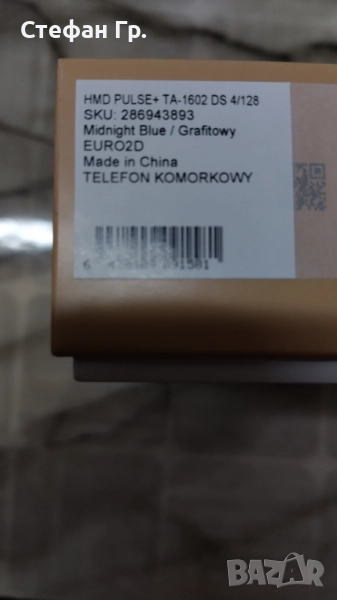 Стефан Гр.
HMD PULSE+ TA-1602 DS 4/128
SKU: 286943893
Midnight Blue / Grafitowy
EURO2D
Made in China
TELEFON KOMORKOWY
BAZAR